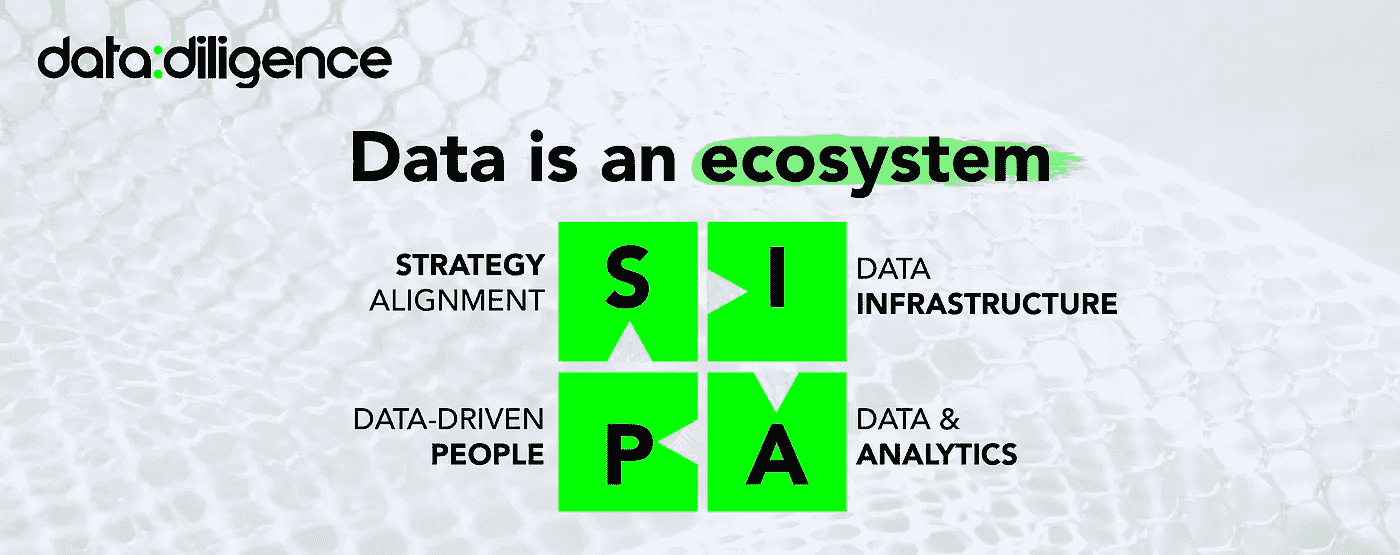 data:diligence
Data is an ecosystem
STRATEGY
ALIGNMENT
S
I
DATA
INFRASTRUCTURE
DATA-DRIVEN
PEOPLE
P
A
DATA &
ANALYTICS